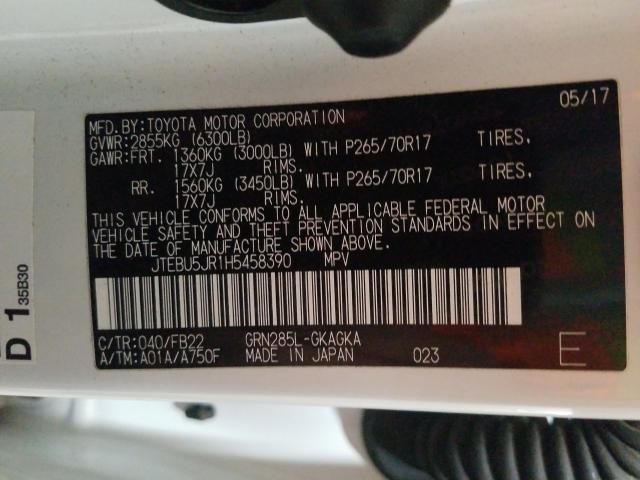 05/17
MFD.BY:TOYOTA MOTOR CORPORATION
GVWR:2855KG (6300LB)
GAWR:FRT. 1360KG (3000LB) WITH P265/70R17 TIRES.
17X7J RIMS.
RR. 1560KG (3450LB) WITH P265/70R17 TIRES.
17X7J RIMS.
THIS VEHICLE CONFORMS TO ALL APPLICABLE FEDERAL MOTOR
VEHICLE SAFETY AND THEFT PREVENTION STANDARDS IN EFFECT ON
THE DATE OF MANUFACTURE SHOWN ABOVE.
JTEBU5JR1H5458390 MPV
C/TR:040/FB22 GRN285L-GKAGKA
A/TM:A01A/A750F MADE IN JAPAN 023 E
D 1 35B30